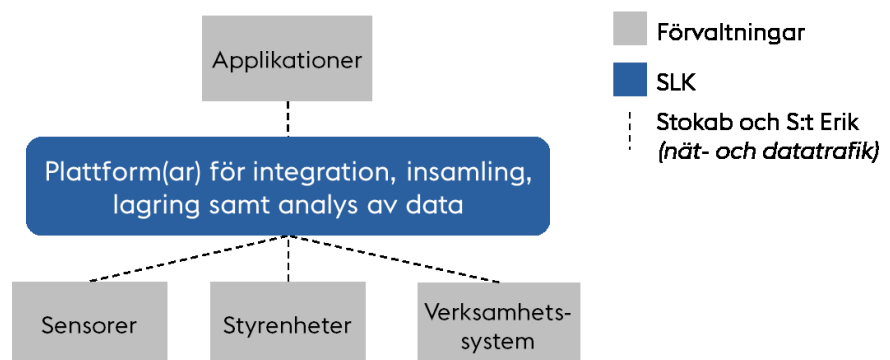 Applikationer
Plattform(ar) för integration, insamling,
lagring samt analys av data
Sensorer
Styrenheter
Verksamhets-
system
Förvaltningar
SLK
Stokab och S:t Erik
(nät- och datatrafik)